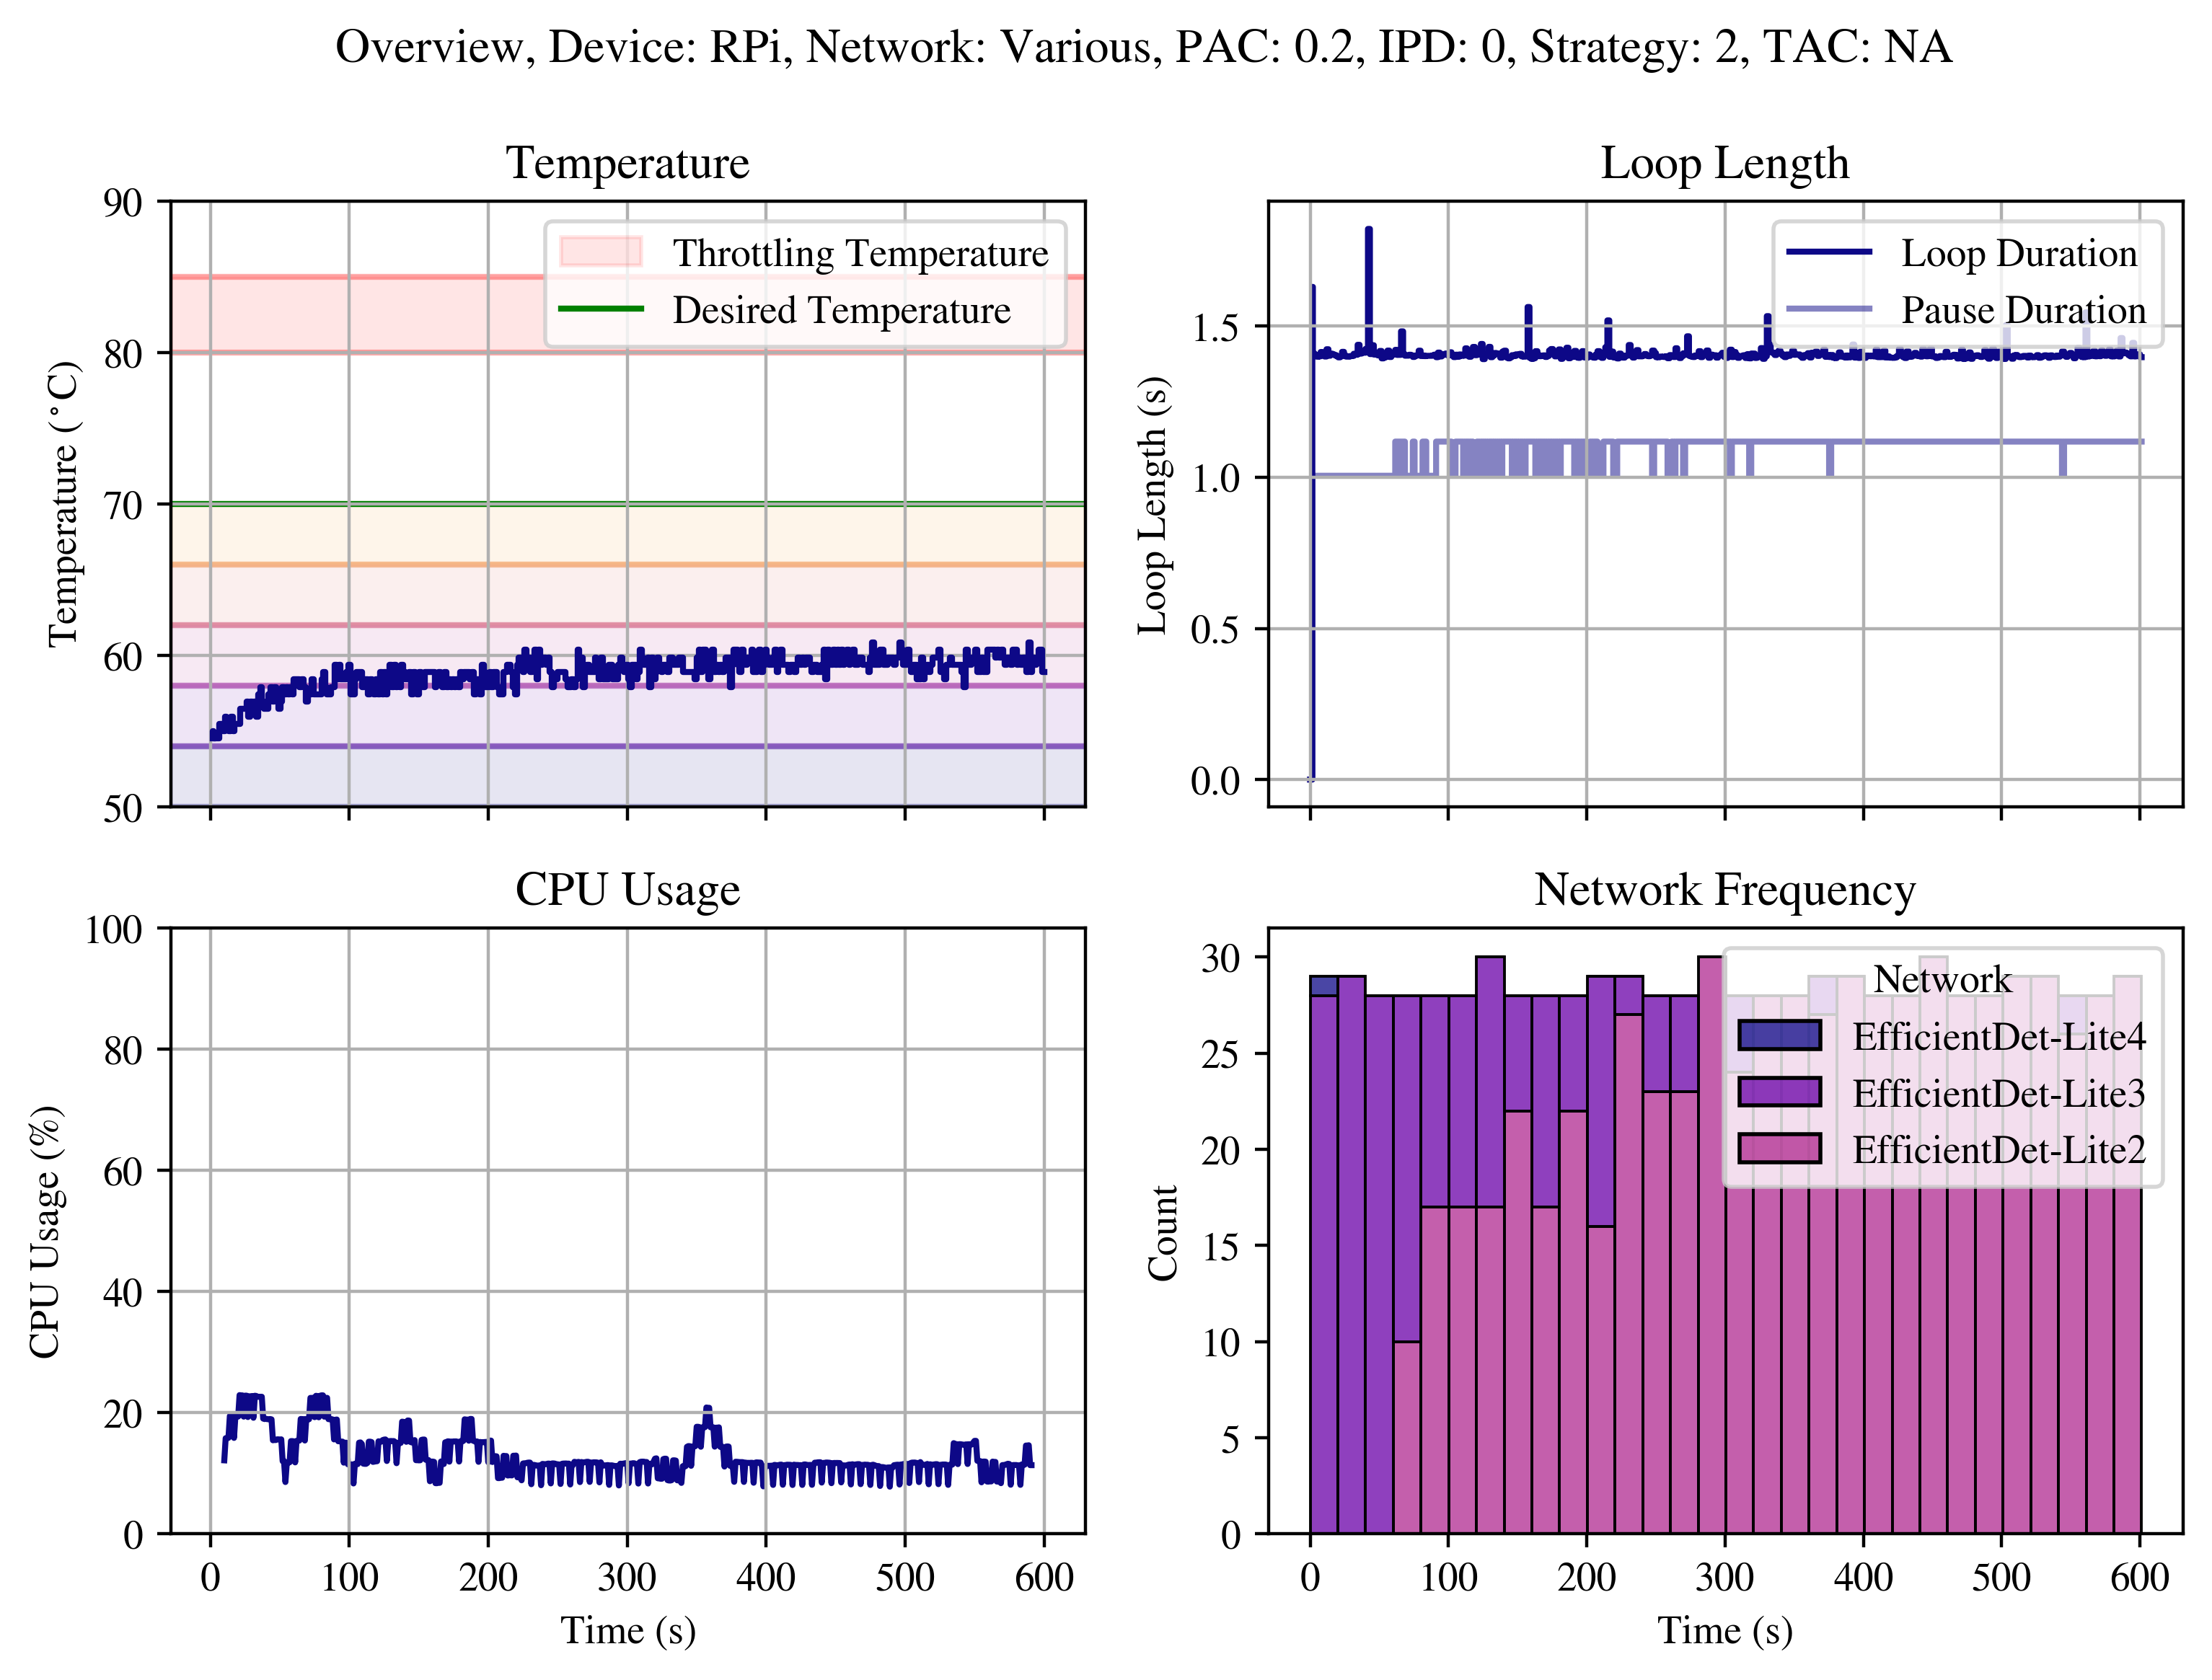 Overview, Device: RPi, Network: Various, PAC: 0.2, IPD: 0, Strategy: 2, TAC: NA
Temperature
90
80
70
60
50
Temperature (°C)
Throttling Temperature
Desired Temperature
Loop Length
1.5
1.0
0.5
0.0
Loop Length (s)
Loop Duration
Pause Duration
CPU Usage
100
80
60
40
20
0
CPU Usage (%)
0 100 200 300 400 500 600
Time (s)
Network Frequency
30
25
20
15
10
5
0
Count
Network
EfficientDet-Lite4
EfficientDet-Lite3
EfficientDet-Lite2
0 100 200 300 400 500 600
Time (s)